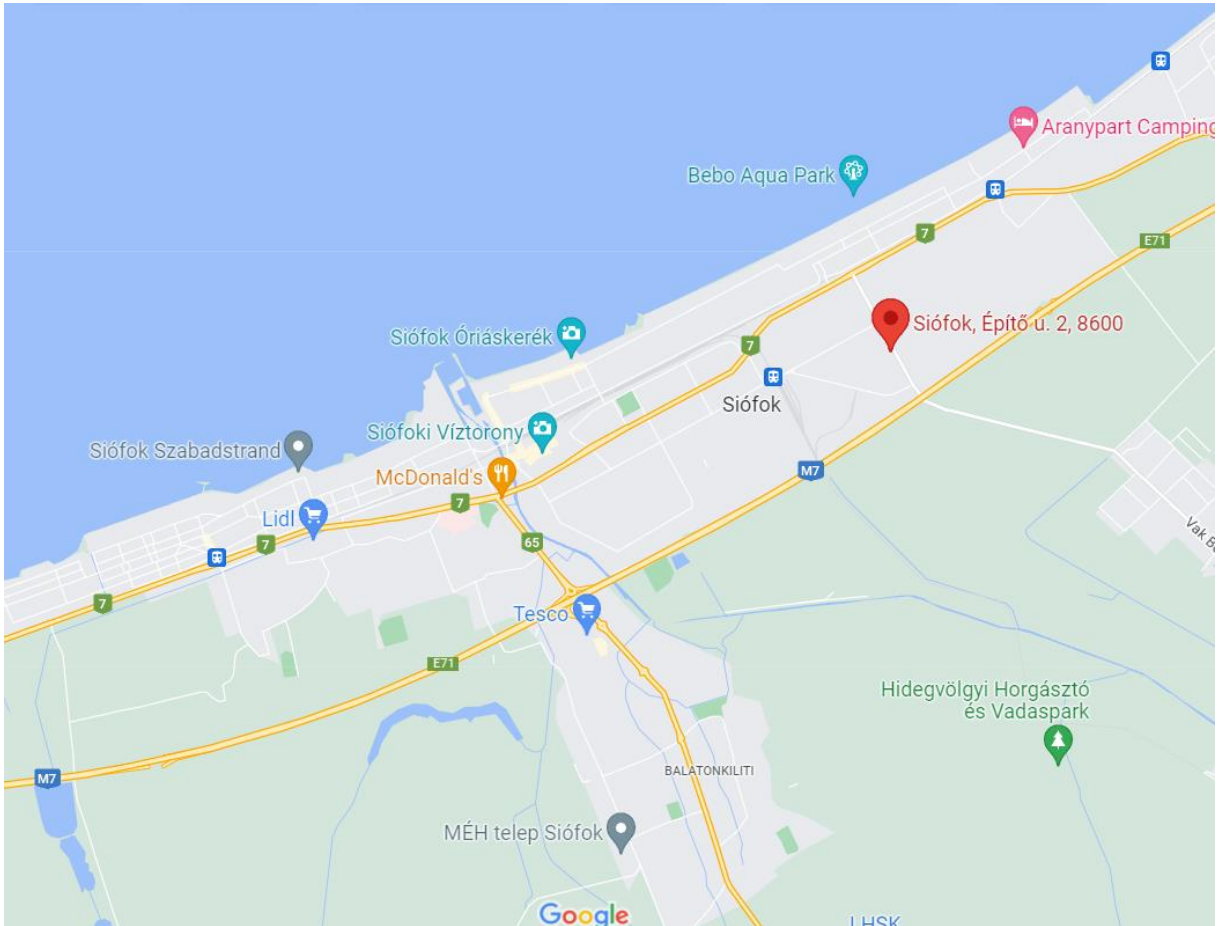 Aranypart Camping
Bebo Aqua Park
7
E71
Siófok, Építő u. 2, 8600
Siófok Óriáskerék
7
Siófok
Siófoki Víztorony
Siófok Szabadstrand
McDonald's
M7
7
Lidl
7
65
7
Tesco
E71
Hidegvölgyi Horgásztó
és Vadaspark
M7
BALATONKILITI
MÉH telep Siófok
Google